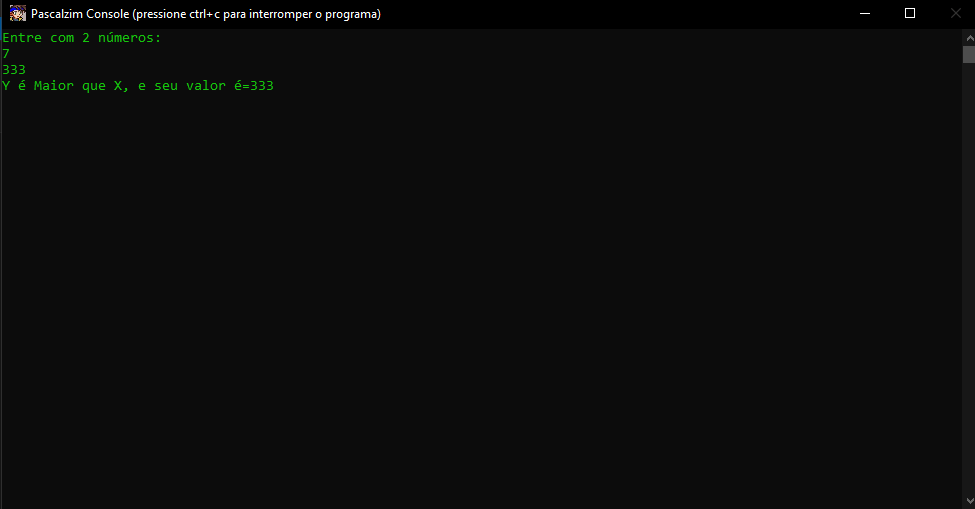 Pascalzim Console (pressione ctrl+c para interromper o programa)
Entre com 2 números:
7
333
Y é Maior que X, e seu valor é=333